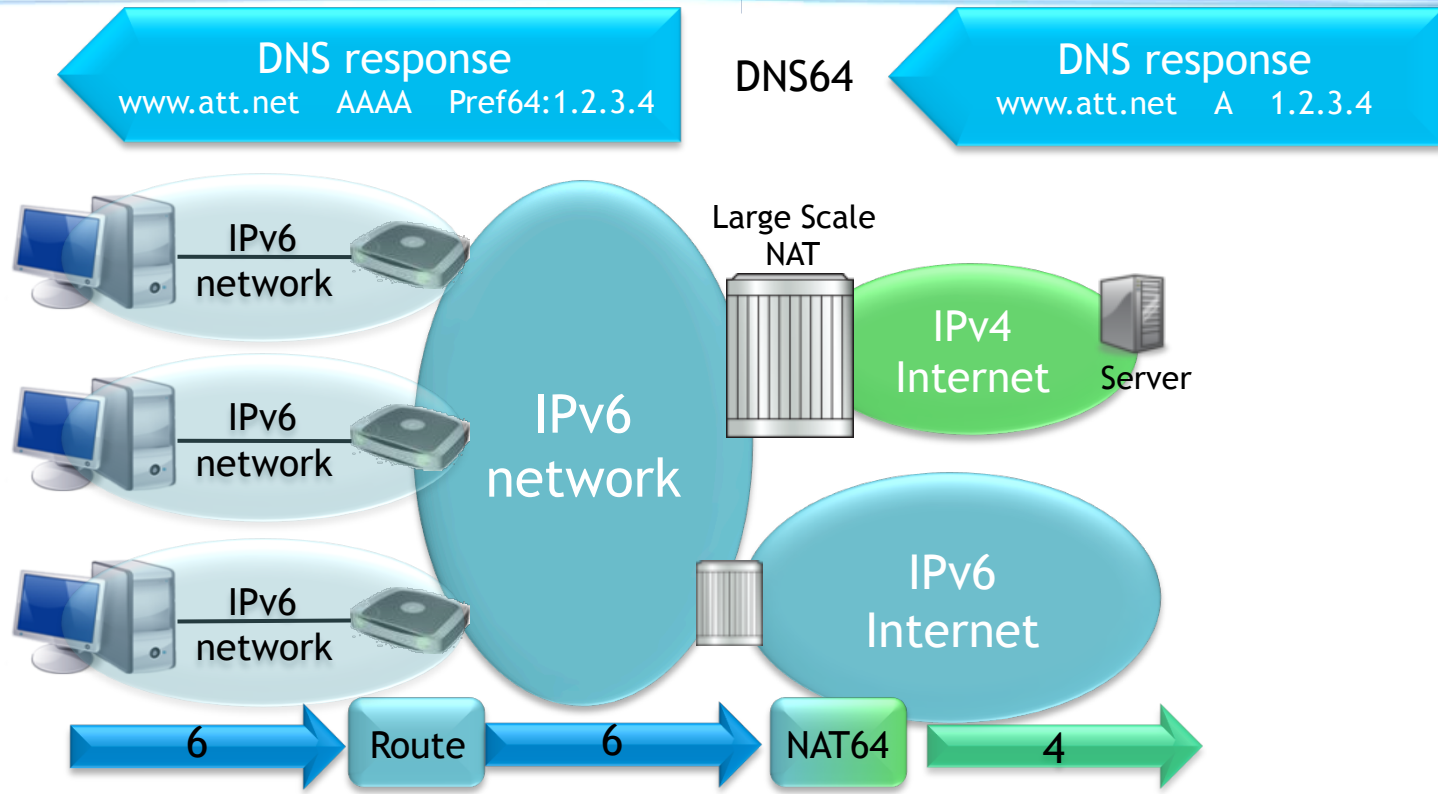 DNS response
www.att.net AAAA Pref64:1.2.3.4
DNS64
DNS response
www.att.net A 1.2.3.4
IPv6
network
IPv6
network
IPv6
network
IPv6
network
Large Scale
NAT
IPv4
Internet
Server
IPv6
Internet
6
Route
6
NAT64
4